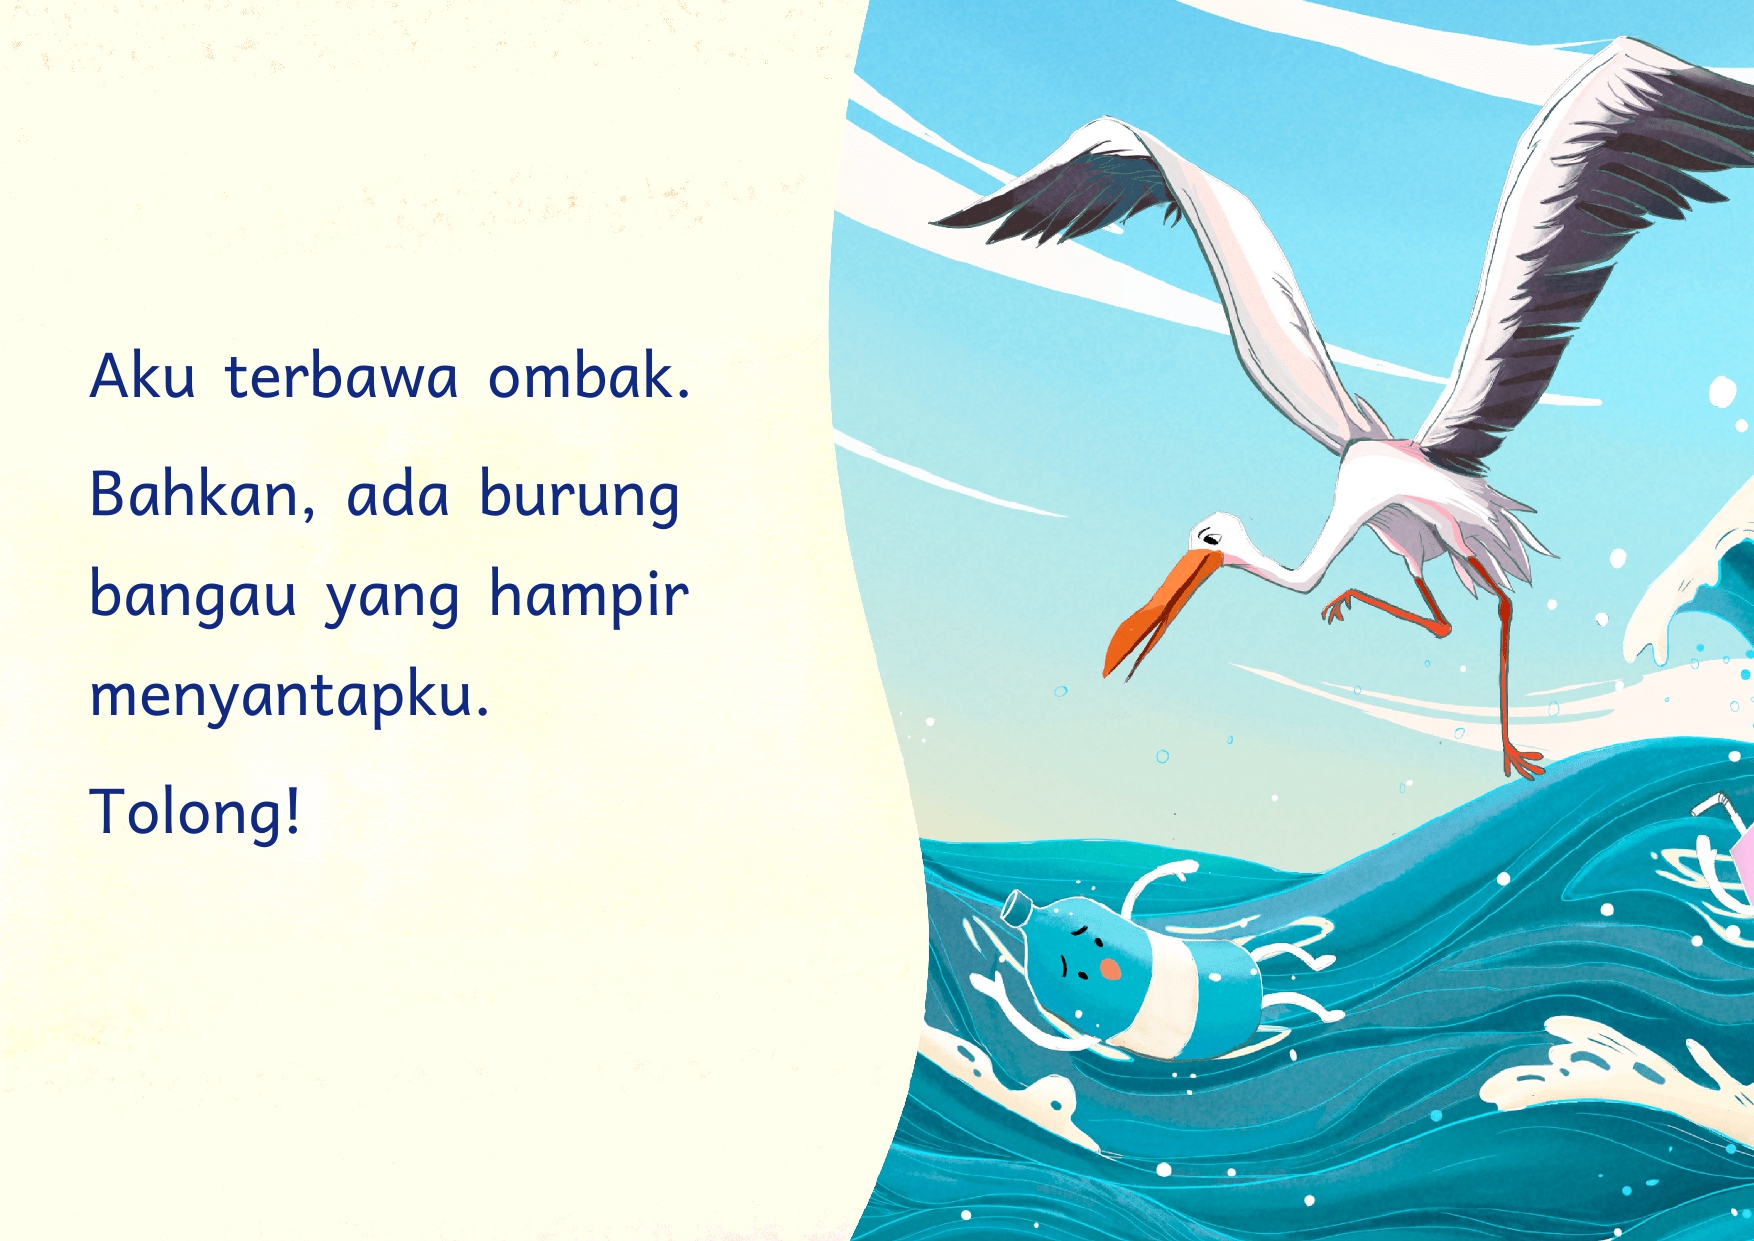 Aku terbawa ombak.
Bahkan, ada burung
bangau yang hampir
menyantapku.
Tolong!